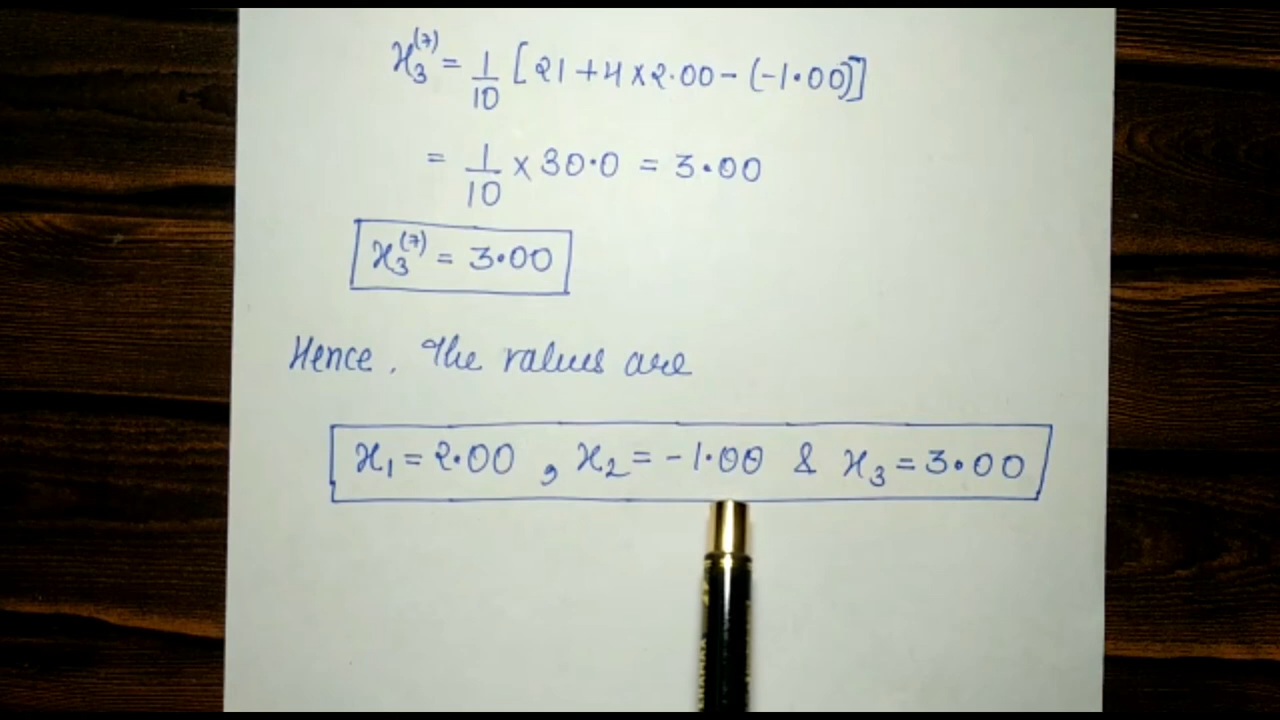 x₃⁽⁷⁾ = 1/10 [21 + 4 × 2.00 - (-1.00)]
= 1/10 × 30.0 = 3.00
x₃⁽⁷⁾ = 3.00
Hence, The values are
x₁ = 2.00 , x₂ = -1.00 & x₃ = 3.00